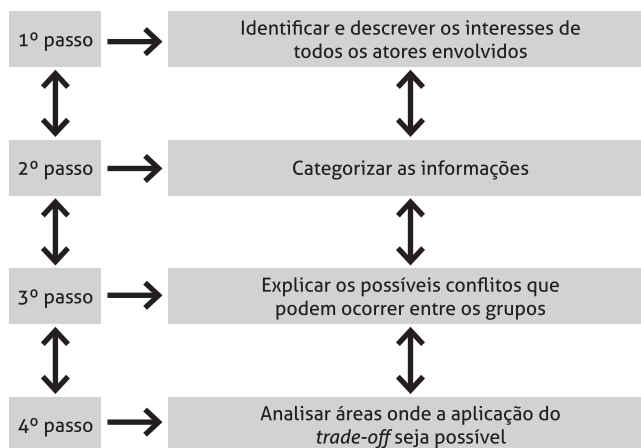 1º passo
Identificar e descrever os interesses de
todos os atores envolvidos
2º passo
Categorizar as informações
3º passo
Explicar os possíveis conflitos que
podem ocorrer entre os grupos
4º passo
Analisar áreas onde a aplicação do
trade-off seja possível